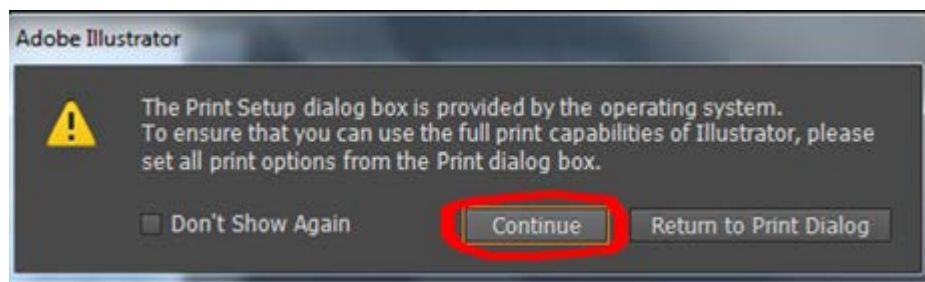 Adobe Illustrator
The Print Setup dialog box is provided by the operating system.
To ensure that you can use the full print capabilities of Illustrator, please
set all print options from the Print dialog box.
Don't Show Again
Continue
Return to Print Dialog